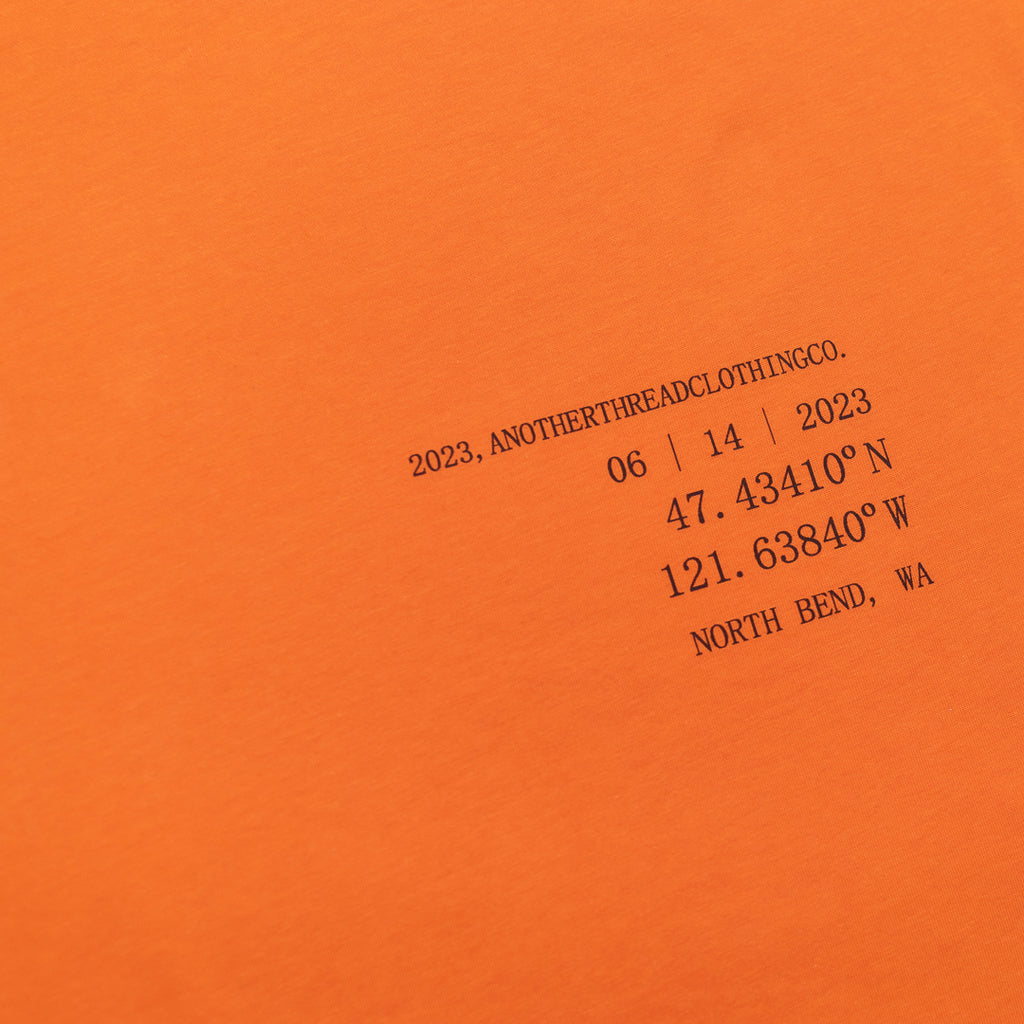 2023, ANOTHERTHREADCLOTHINGCO.
06 | 14 | 2023
47.43410° N
121.63840° W
NORTH BEND, WA